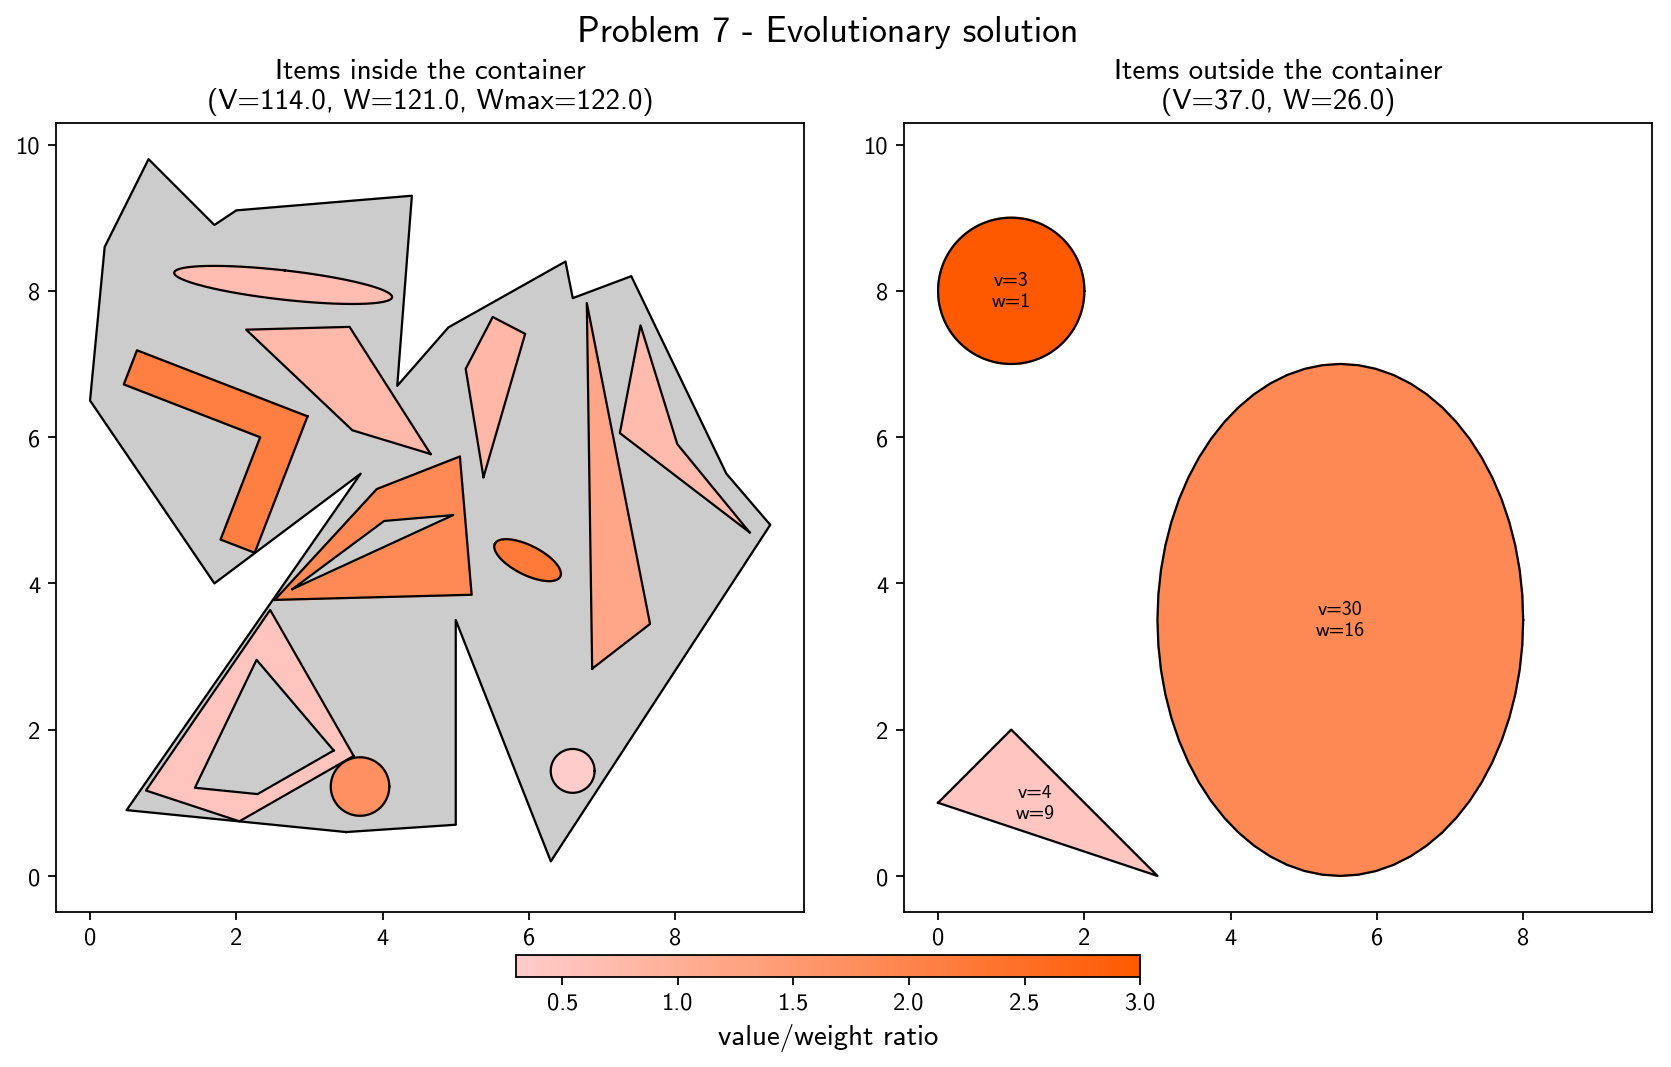 Problem 7 - Evolutionary solution
Items inside the container
(V=114.0, W=121.0, Wmax=122.0)
10
8
6
4
2
0
0 2 4 6 8
Items outside the container
(V=37.0, W=26.0)
10
8
6
4
2
0
v=3
w=1
v=30
w=16
v=4
w=9
0 2 4 6 8
0.5 1.0 1.5 2.0 2.5 3.0
value/weight ratio